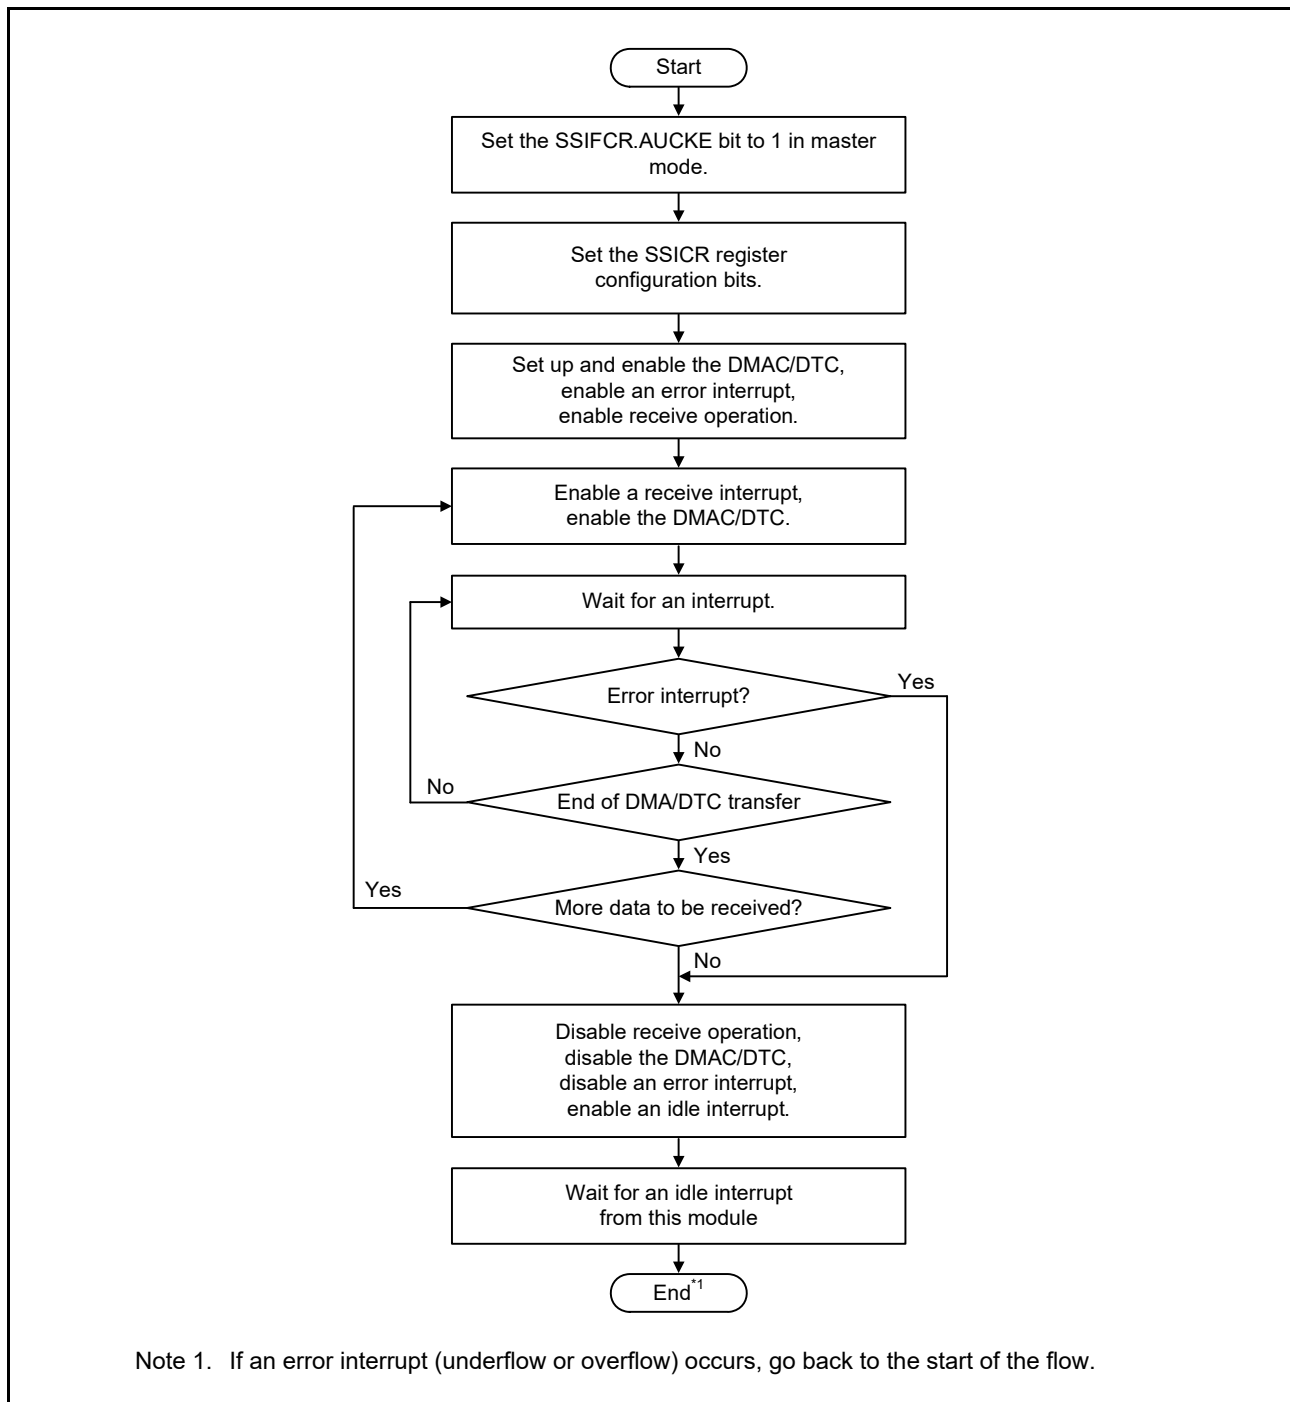 Start
Set the SSIFCR.AUCKE bit to 1 in master
mode.
Set the SSICR register
configuration bits.
Set up and enable the DMAC/DTC,
enable an error interrupt,
enable receive operation.
Enable a receive interrupt,
enable the DMAC/DTC.
Wait for an interrupt.
Error interrupt?
Yes
No
End of DMA/DTC transfer
No
Yes
More data to be received?
Yes
No
Disable receive operation,
disable the DMAC/DTC,
disable an error interrupt,
enable an idle interrupt.
Wait for an idle interrupt
from this module
End*1
Note 1. If an error interrupt (underflow or overflow) occurs, go back to the start of the flow.